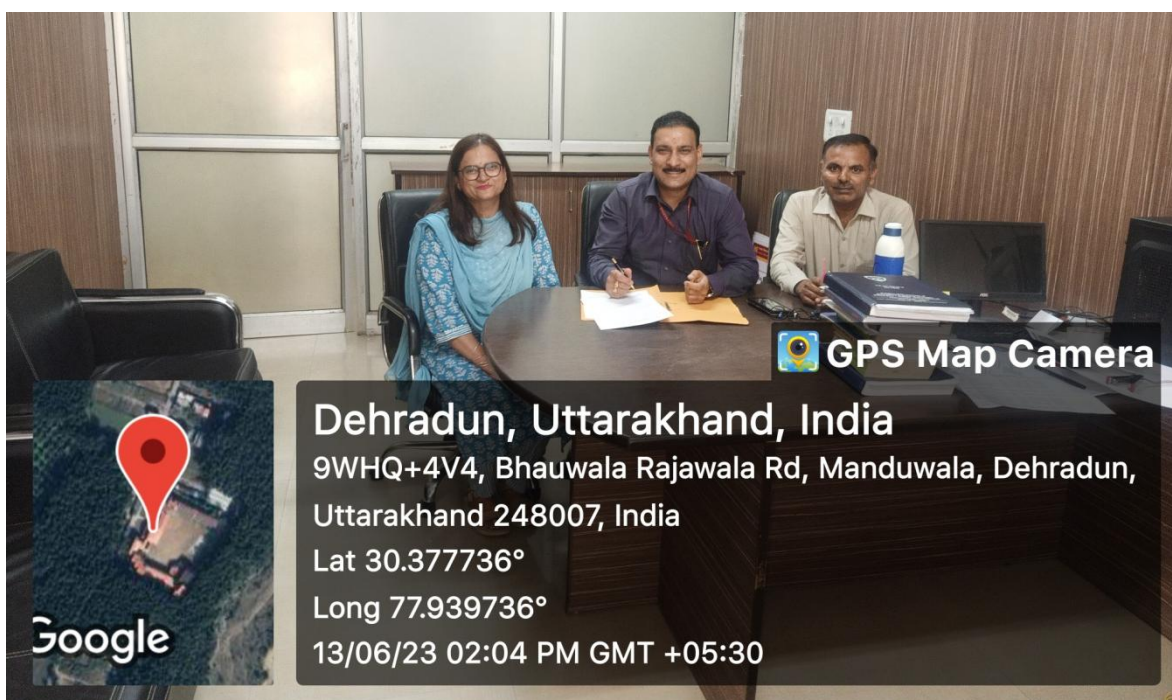 GPS Map Camera
Dehradun, Uttarakhand, India
9WHQ+4V4, Bhauwala Rajawala Rd, Manduwala, Dehradun,
Uttarakhand 248007, India
Lat 30.377736°
Long 77.939736°
Google
13/06/23 02:04 PM GMT +05:30